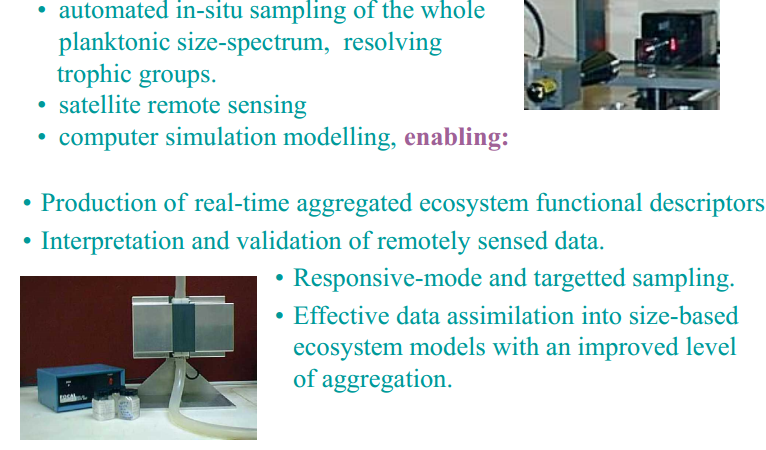 • automated in-situ sampling of the whole
planktonic size-spectrum, resolving
trophic groups.
• satellite remote sensing
• computer simulation modelling, enabling:
• Production of real-time aggregated ecosystem functional descriptors
• Interpretation and validation of remotely sensed data.
• Responsive-mode and targetted sampling.
• Effective data assimilation into size-based
ecosystem models with an improved level
of aggregation.
FOCAL